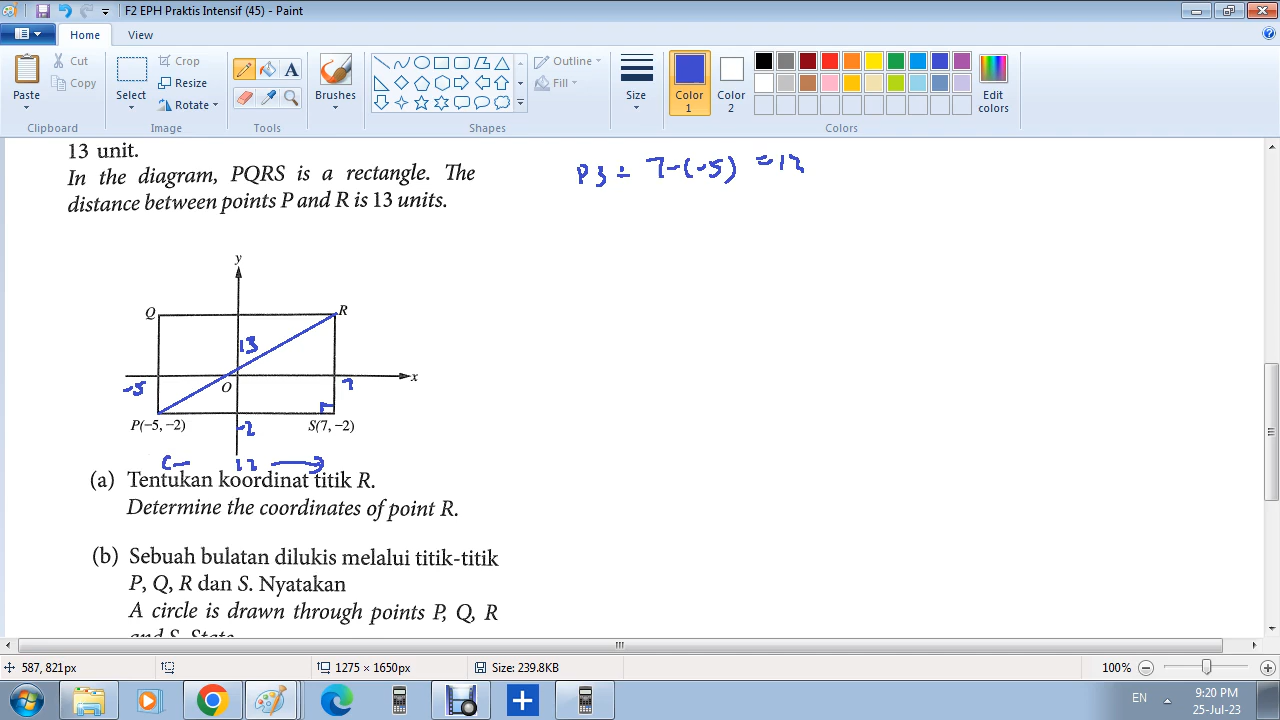 F2 EPH Praktis Intensif (45) - Paint
Home View
Paste
Cut
Copy
Clipboard
Select
Crop
Resize
Rotate
Image
A
Tools
Brushes
Shapes
Outline
Fill
Size
Color 1
Color 2
Edit colors
Colors
13 unit.
In the diagram, PQRS is a rectangle. The
distance between points P and R is 13 units.
7-(-5) =12
y
Q
R
13
-5
O
7
x
P(−5, −2)
-2
S(7, −2)
12
(a) Tentukan koordinat titik R.
Determine the coordinates of point R.
(b) Sebuah bulatan dilukis melalui titik-titik
P, Q, R dan S. Nyatakan
A circle is drawn through points P, Q, R
and S. State
587, 821px
1275 × 1650px
Size: 239.8KB
100%
EN
9:20 PM
25-Jul-23